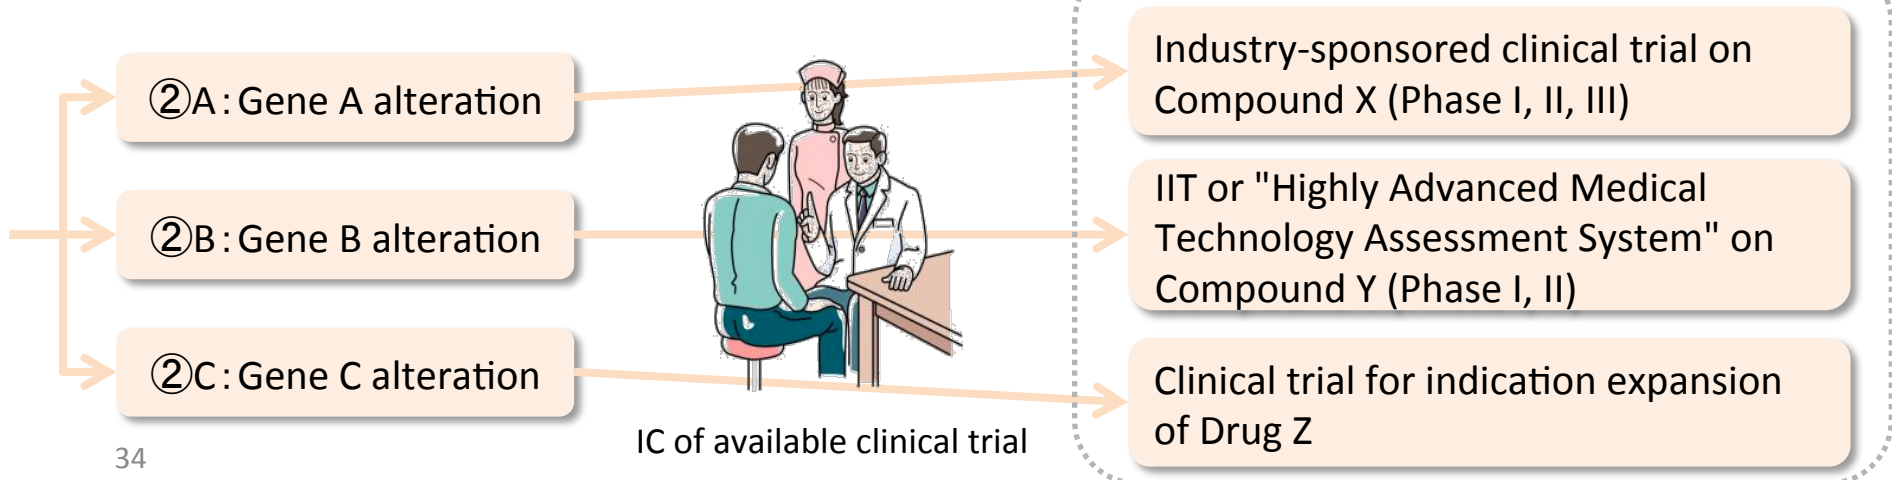 ②A:Gene A alteration
②B:Gene B alteration
②C:Gene C alteration
IC of available clinical trial
Industry-sponsored clinical trial on
Compound X (Phase I, II, III)
IIT or "Highly Advanced Medical
Technology Assessment System" on
Compound Y (Phase I, II)
Clinical trial for indication expansion
of Drug Z
34